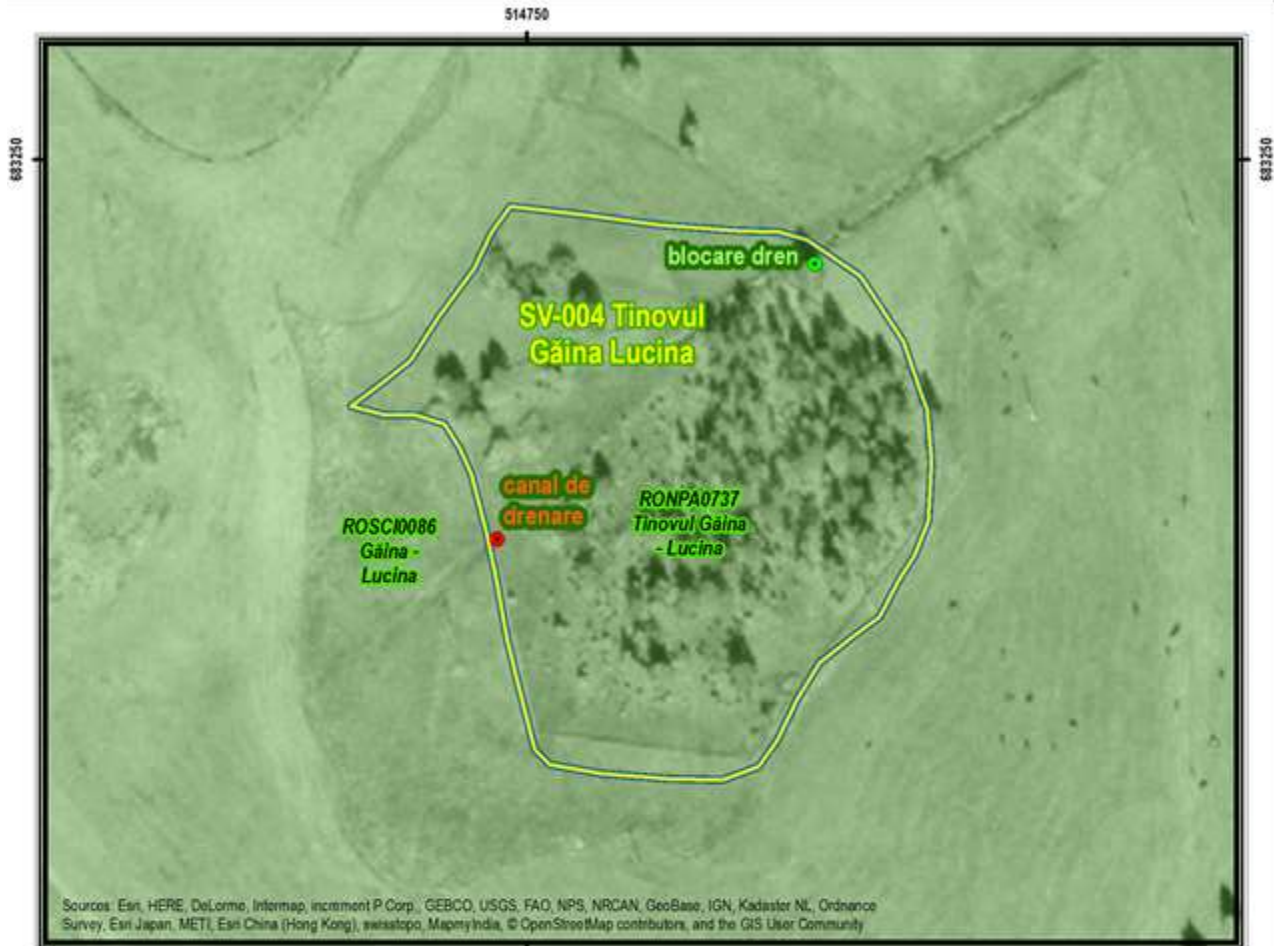 514750
683250
683250
blocare dren
SV-004 Tinovul
Găina Lucina
canal de
drenare
RONPA0737
Tinovul Găina
- Lucina
ROSCI0086
Găina -
Lucina
Sources: Esri, HERE, DeLorme, Intermap, increment P Corp., GEBCO, USGS, FAO, NPS, NRCAN, GeoBase, IGN, Kadaster NL, Ordnance
Survey, Esri Japan, METI, Esri China (Hong Kong), swisstopo, MapmyIndia, © OpenStreetMap contributors, and the GIS User Community